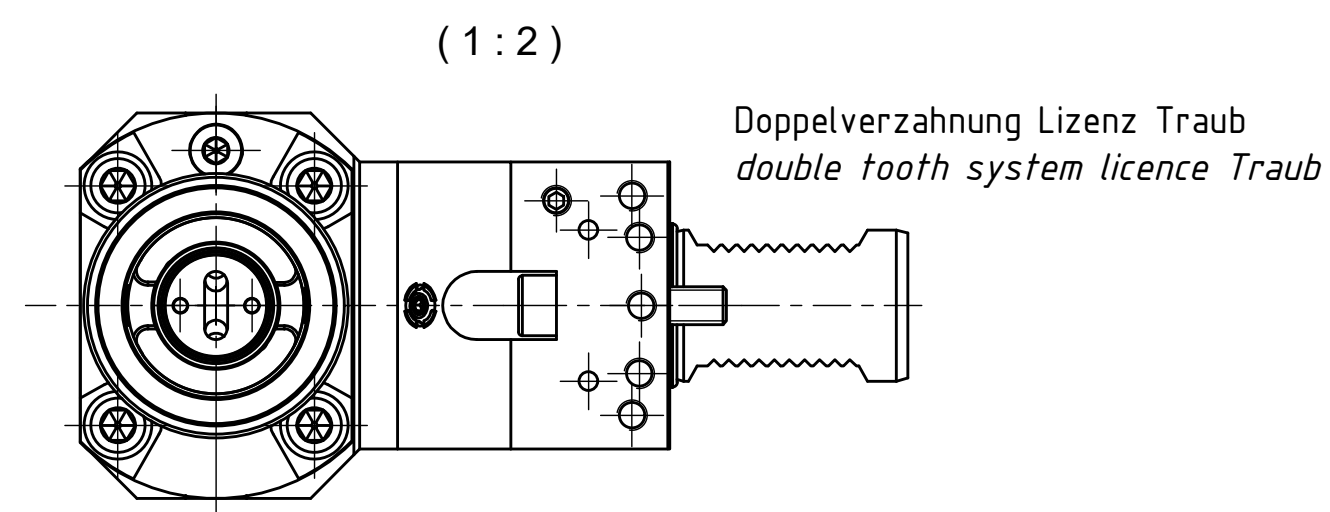 ( 1 : 2 )
Doppelverzahnung Lizenz Traub
double tooth system licence Traub